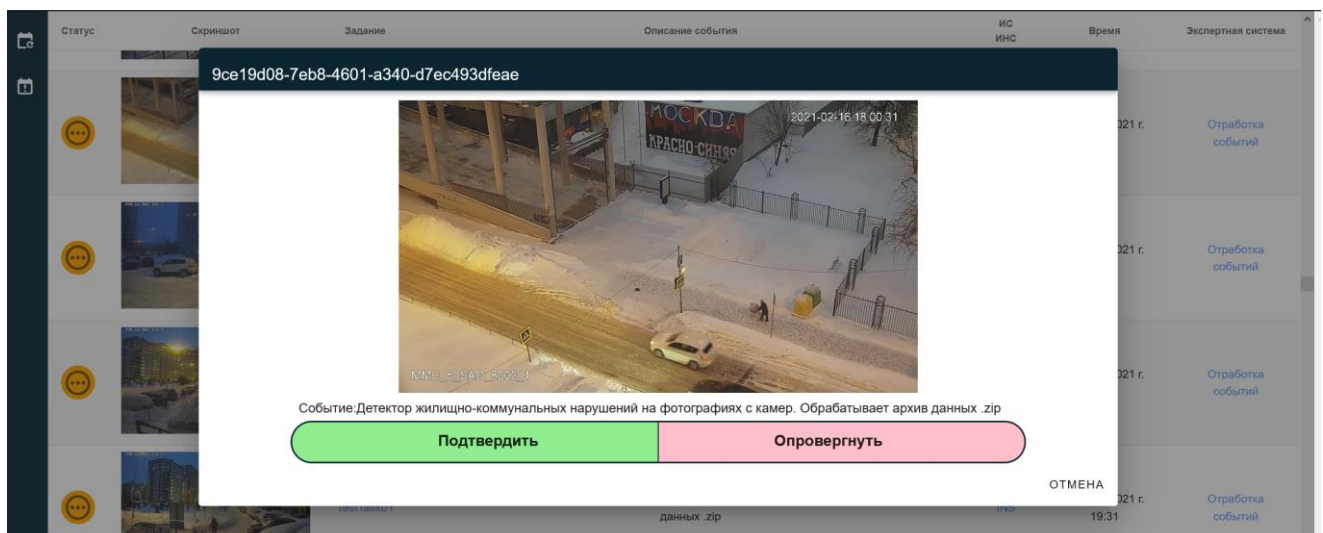 Статус Скриншот Задание Описание события ИС ИНС Время Экспертная система
9ce19d08-7eb8-4601-a340-d7ec493dfeae
МОСКВА
КРАСНО-СИНЯЯ
2021-02-16 18:00:31
021 г.
Отработка
событий
021 г.
Отработка
событий
021 г.
Отработка
событий
Событие:Детектор жилищно-коммунальных нарушений на фотографиях с камер. Обрабатывает архив данных .zip
Подтвердить Опровергнуть
ОТМЕНА
TestTask01
данных .zip
INS
021 г.
19:31
Отработка
событий